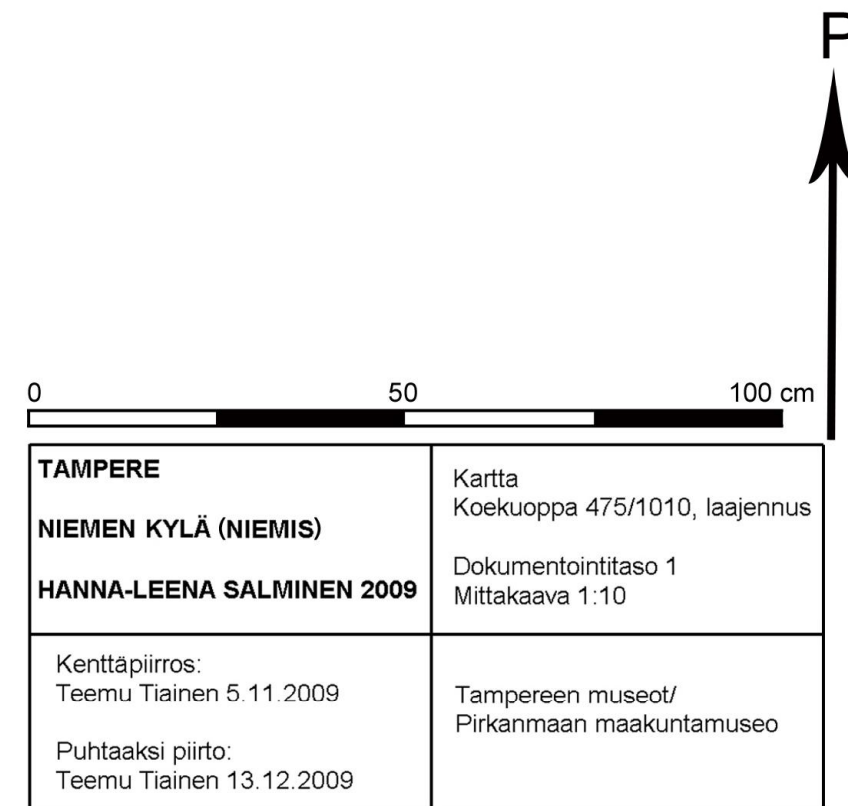 P
0 50 100 cm
TAMPERE
NIEMEN KYLÄ (NIEMIS)
HANNA-LEENA SALMINEN 2009
Kartta
Koekuoppa 475/1010, laajennus
Dokumentointitaso 1
Mittakaava 1:10
Kenttäpiirros:
Teemu Tiainen 5.11.2009
Puhtaaksi piirto:
Teemu Tiainen 13.12.2009
Tampereen museot/
Pirkanmaan maakuntamuseo